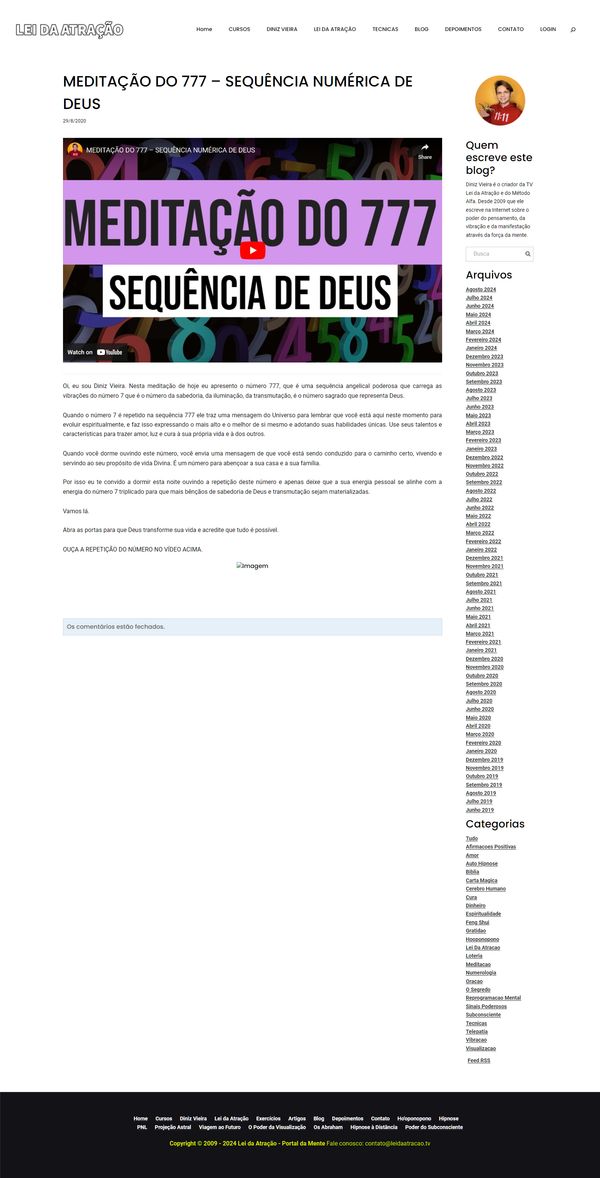 LEI DA ATRAÇÃO
Home CURSOS DINIZ VIEIRA LEI DA ATRAÇÃO TECNICAS BLOG DEPOIMENTOS CONTATO LOGIN
MEDITAÇÃO DO 777 – SEQUÊNCIA NUMÉRICA DE
DEUS
29/8/2020
MEDITAÇÃO DO 777 – SEQUÊNCIA NUMÉRICA DE DEUS
Share
MEDITAÇÃO DO 777
SEQUÊNCIA DE DEUS
Watch on YouTube
Oi, eu sou Diniz Vieira. Nesta meditação de hoje eu apresento o número 777, que é uma sequência angelical poderosa que carrega as
vibrações do número 7 que é o número da sabedoria, da iluminação, da transmutação, é o número sagrado que representa Deus.
Quando o número 7 é repetido na sequência 777 ele traz uma mensagem do Universo para lembrar que você está aqui neste momento para
evoluir espiritualmente, e faz isso expressando o mais alto e o melhor de si mesmo e adotando suas habilidades únicas. Use seus talentos e
características para trazer amor, luz e cura à sua própria vida e à dos outros.
Quando você dorme ouvindo este número, você envia uma mensagem de que você está sendo conduzido para o caminho certo, vivendo e
servindo ao seu propósito de vida Divina. É um número para abençoar a sua casa e a sua família.
Por isso eu te convido a dormir esta noite ouvindo a repetição deste número e apenas deixe que a sua energia pessoal se alinhe com a
energia do número 7 triplicado para que mais bênçãos de sabedoria de Deus e transmutação sejam materializadas.
Vamos lá.
Abra as portas para que Deus transforme sua vida e acredite que tudo é possível.
OUÇA A REPETIÇÃO DO NÚMERO NO VÍDEO ACIMA.
Imagem
Os comentários estão fechados.
11:11
Quem
escreve este
blog?
Diniz Vieira é o criador da TV
Lei da Atração e do Método
Alfa. Desde 2009 que ele
escreve na Internet sobre o
poder do pensamento, da
vibração e da manifestação
através da força da mente.
Busca
Arquivos
Agosto 2024
Julho 2024
Junho 2024
Maio 2024
Abril 2024
Março 2024
Fevereiro 2024
Janeiro 2024
Dezembro 2023
Novembro 2023
Outubro 2023
Setembro 2023
Agosto 2023
Julho 2023
Junho 2023
Maio 2023
Abril 2023
Março 2023
Fevereiro 2023
Janeiro 2023
Dezembro 2022
Novembro 2022
Outubro 2022
Setembro 2022
Agosto 2022
Julho 2022
Junho 2022
Maio 2022
Abril 2022
Março 2022
Fevereiro 2022
Janeiro 2022
Dezembro 2021
Novembro 2021
Outubro 2021
Setembro 2021
Agosto 2021
Julho 2021
Junho 2021
Maio 2021
Abril 2021
Março 2021
Fevereiro 2021
Janeiro 2021
Dezembro 2020
Novembro 2020
Outubro 2020
Setembro 2020
Agosto 2020
Julho 2020
Junho 2020
Maio 2020
Abril 2020
Março 2020
Fevereiro 2020
Janeiro 2020
Dezembro 2019
Novembro 2019
Outubro 2019
Setembro 2019
Agosto 2019
Julho 2019
Junho 2019
Categorias
Tudo
Afirmacoes Positivas
Amor
Auto Hipnose
Biblia
Carta Magica
Cerebro Humano
Cura
Dinheiro
Espiritualidade
Feng Shui
Gratidao
Hooponopono
Lei Da Atracao
Loteria
Meditacao
Numerologia
Oracao
O Segredo
Reprogramacao Mental
Sinais Poderosos
Subconsciente
Tecnicas
Telepatia
Vibracao
Visualizacao
Feed RSS
Home Cursos Diniz Vieira Lei da Atração Exercícios Artigos Blog Depoimentos Contato Ho'oponopono Hipnose
PNL Projeção Astral Viagem ao Futuro O Poder da Visualização Os Abraham Hipnose à Distância Poder do Subconsciente
Copyright © 2009 - 2024 Lei da Atração - Portal da Mente Fale conosco: contato@leidaatracao.tv